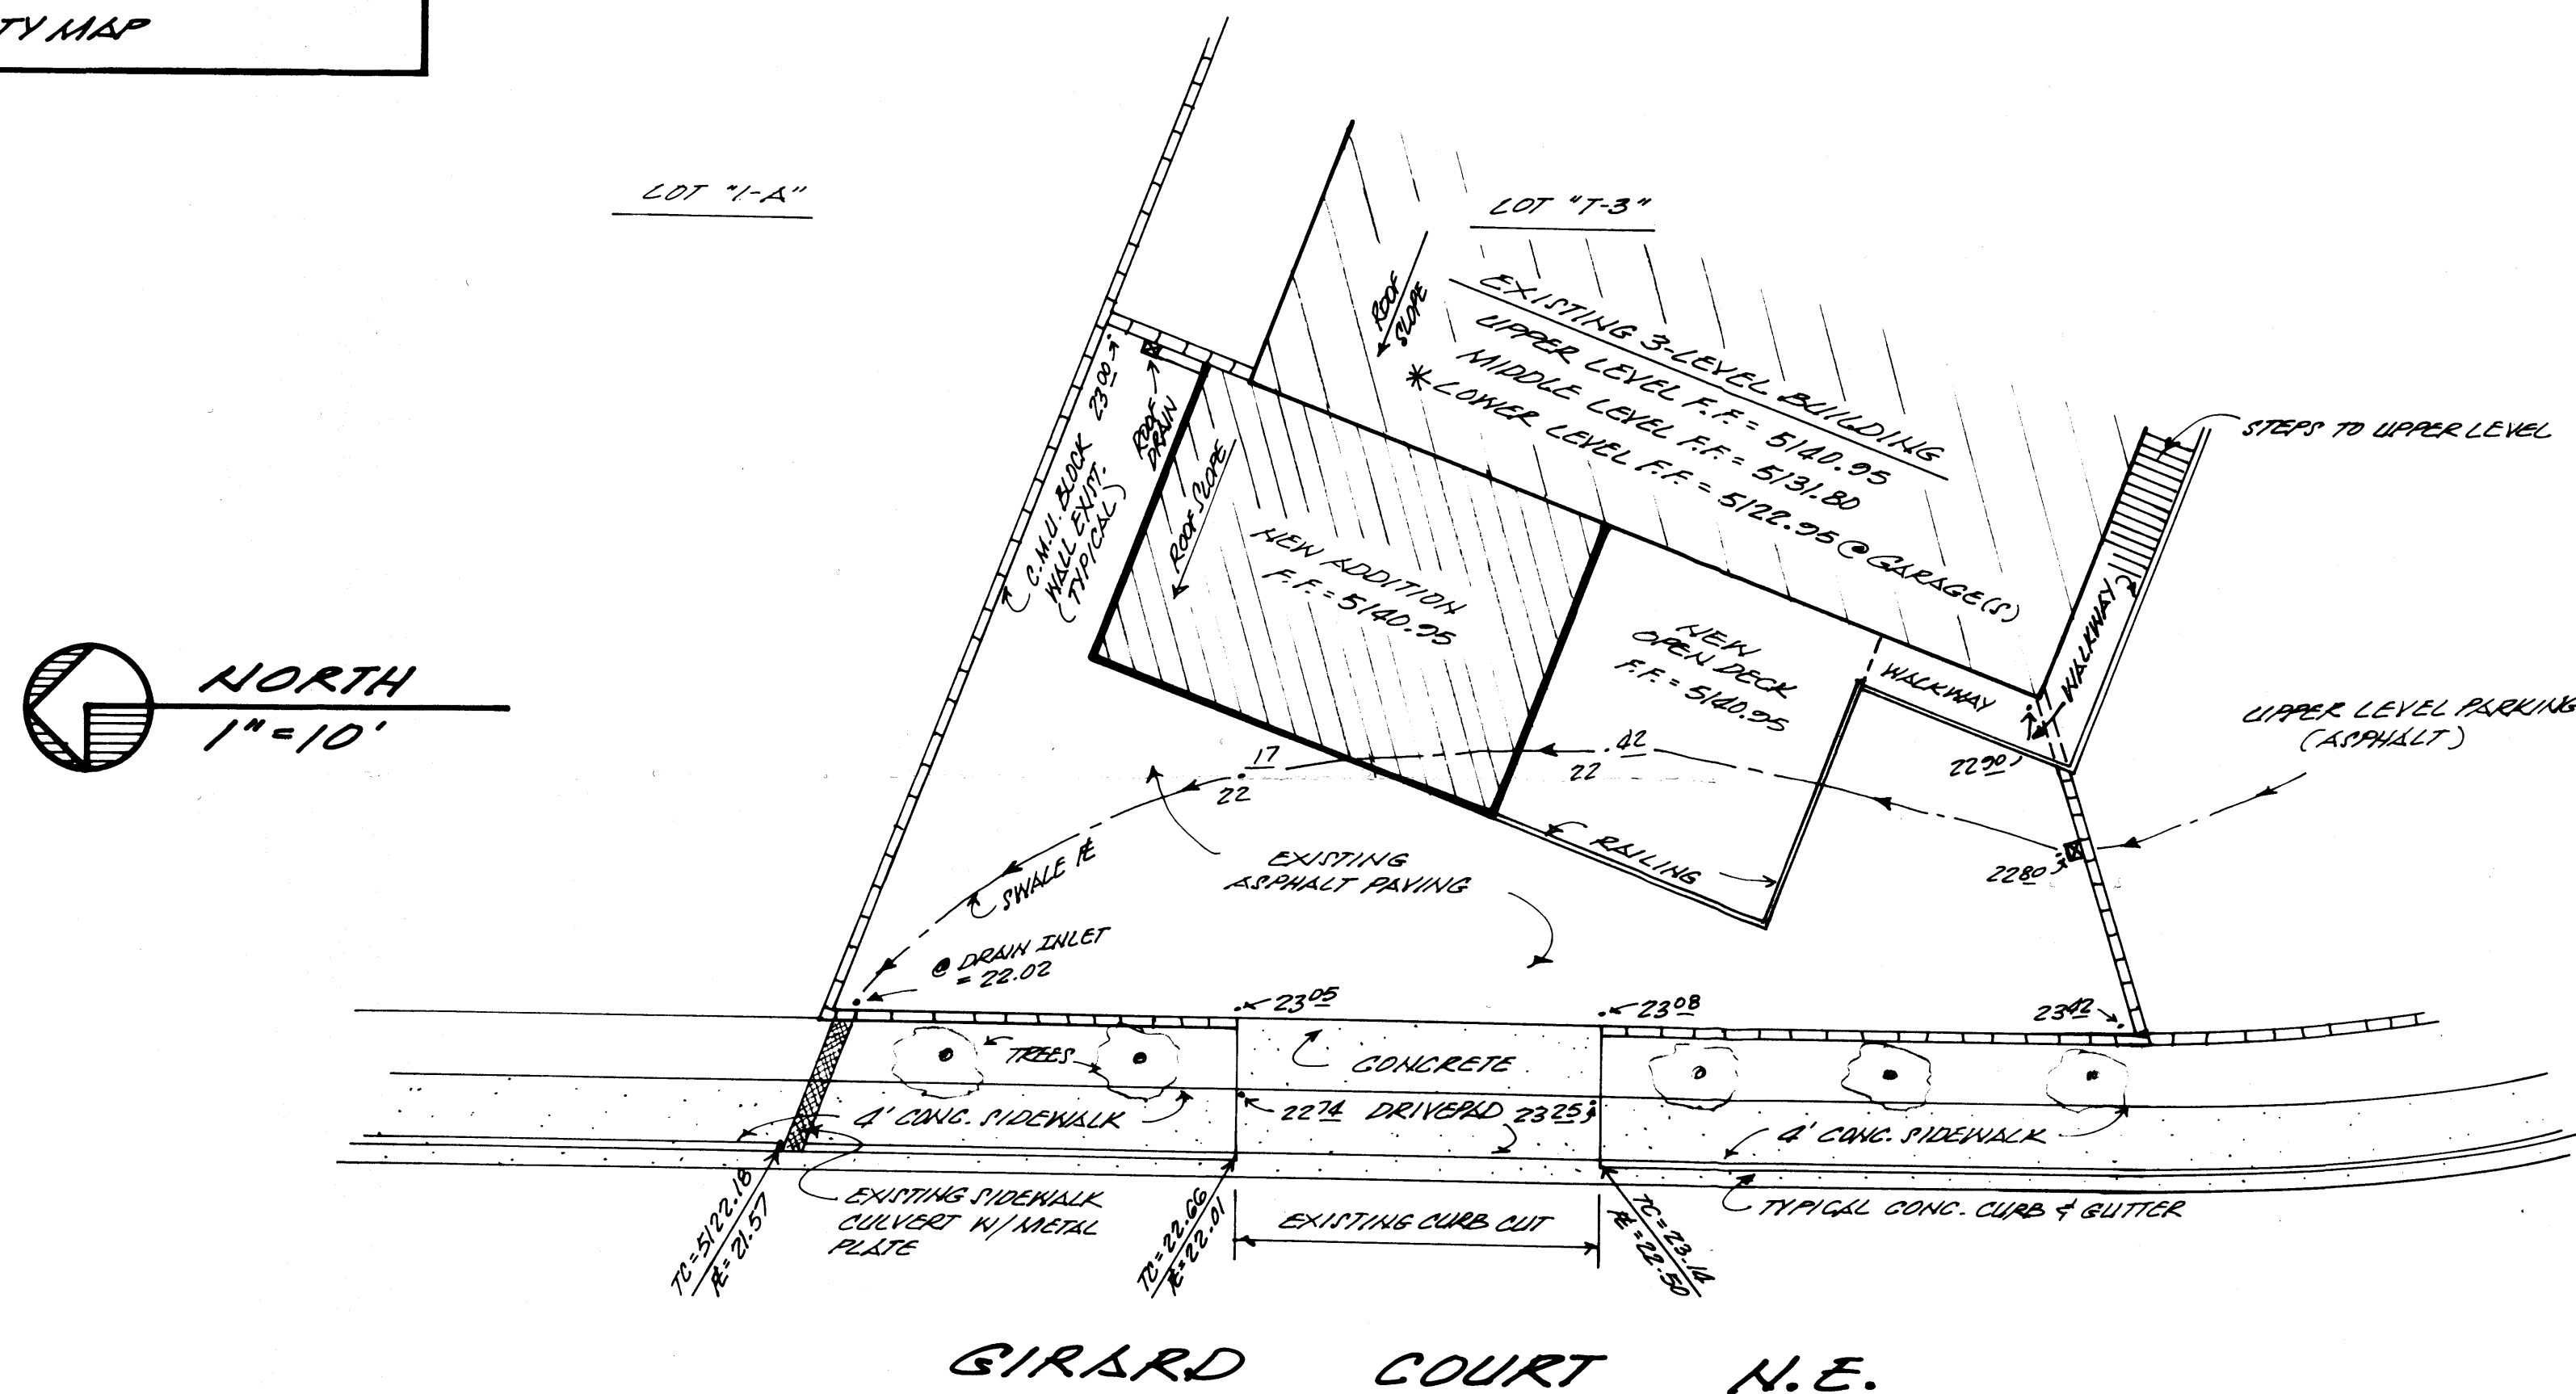 TY MAP
LOT "1-A"
LOT "T-3"
ROOF
SLOPE
EXISTING 3-LEVEL BUILDING
UPPER LEVEL F.F. = 5140.95
MIDDLE LEVEL F.F. = 5131.80
* LOWER LEVEL F.F. = 5122.95 @ GARAGE(S)
STEPS TO UPPER LEVEL
23 00
ROOF
DRAIN
C.M.U. BLOCK
WALL EXIST.
(TYPICAL)
ROOF SLOPE
NEW ADDITION
F.F. = 5140.95
NEW
OPEN DECK
F.F. = 5140.95
WALKWAY
WALKWAY
NORTH
1" = 10'
UPPER LEVEL PARKING
(ASPHALT)
17
22
.42
22
22 90
22 80
RAILING
EXISTING
ASPHALT PAVING
SWALE
@ DRAIN INLET
= 22.02
23 05
23 08
23 42
TREES
CONCRETE
4' CONC. SIDEWALK
22 74 DRIVEPAD 23 25
4' CONC. SIDEWALK
TC = 5122.18
FL = 21.57
EXISTING SIDEWALK
CULVERT W/ METAL
PLATE
TC = 22.66
FL = 22.01
EXISTING CURB CUT
TC = 23.14
FL = 22.50
TYPICAL CONC. CURB & GUTTER
GIRARD COURT N.E.